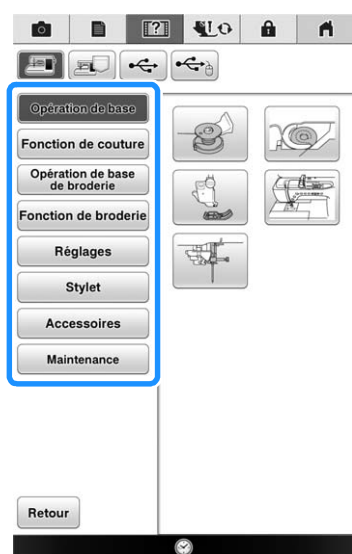 Opération de base
Fonction de couture
Opération de base
de broderie
Fonction de broderie
Réglages
Stylet
Accessoires
Maintenance
Retour